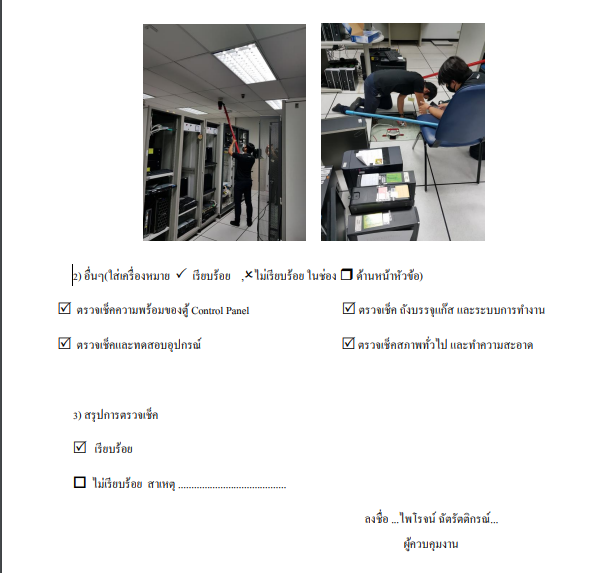 2) อื่นๆ(ใส่เครื่องหมาย ✓ เรียบร้อย ,✕ไม่เรียบร้อย ในช่อง ❒ ด้านหน้าหัวข้อ)
☑ ตรวจเช็คความพร้อมของตู้ Control Panel ☑ ตรวจเช็ค ถังบรรจุแก๊ส และระบบการทำงาน
☑ ตรวจเช็คและทดสอบอุปกรณ์ ☑ ตรวจเช็คสภาพทั่วไป และทำความสะอาด
3) สรุปการตรวจเช็ค
☑ เรียบร้อย
☐ ไม่เรียบร้อย สาเหตุ .........................................
ลงชื่อ ...ไพโรจน์ ฉัตรัตติกรณ์...
ผู้ควบคุมงาน